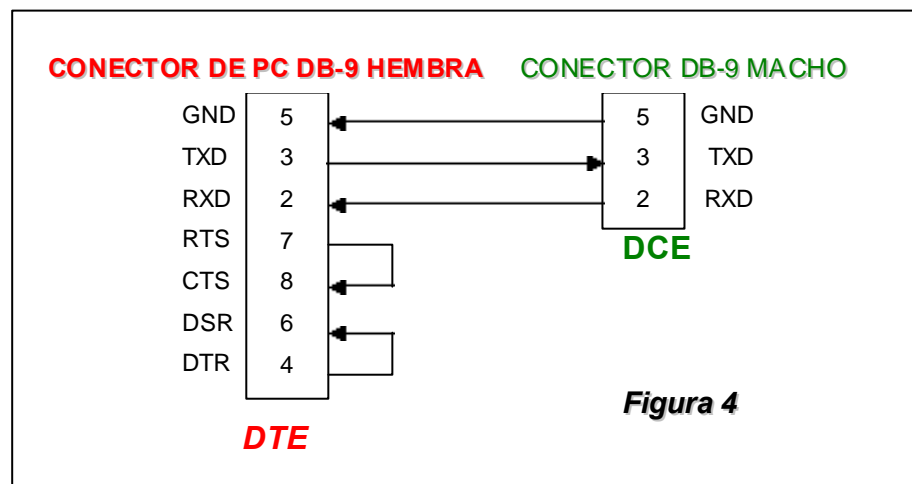 CONECTOR DE PC DB-9 HEMBRA CONECTOR DB-9 MACHO
GND 5 5 GND
TXD 3 3 TXD
RXD 2 2 RXD
RTS 7
CTS 8
DSR 6
DTR 4
DCE
Figura 4
DTE